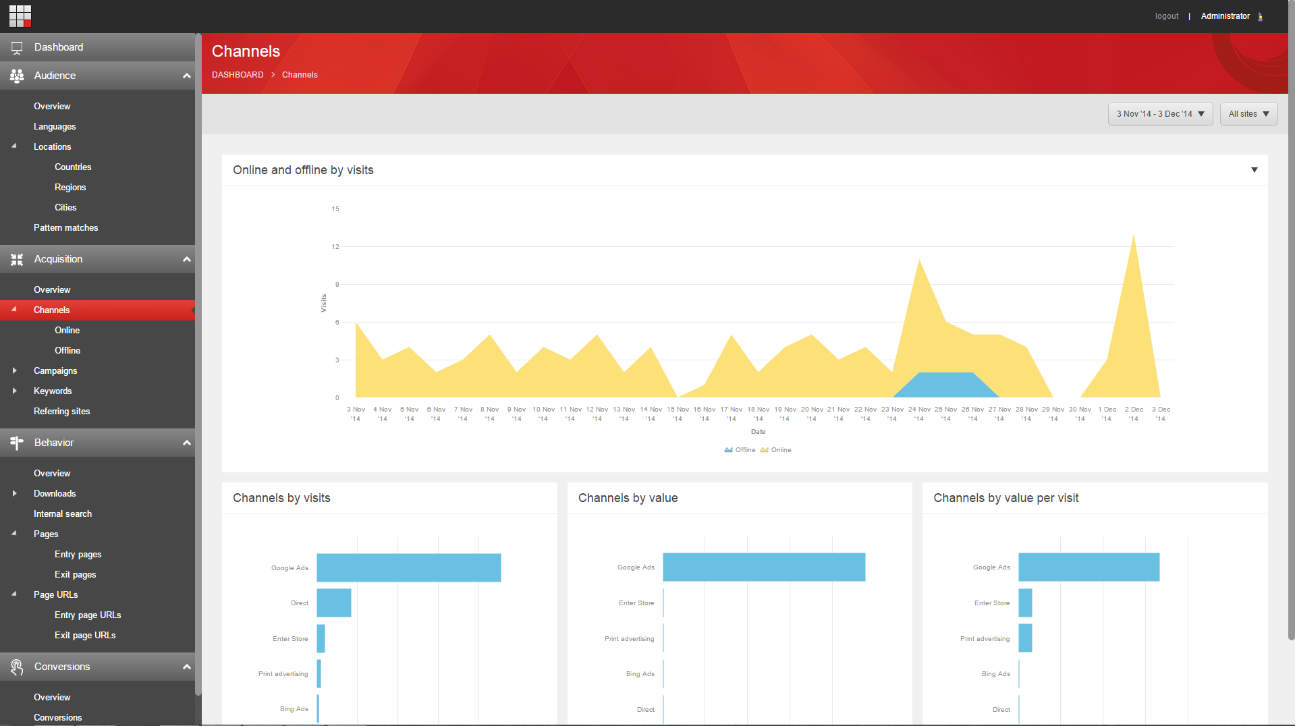 logout | Administrator
Dashboard
Audience
Overview
Languages
Locations
Countries
Regions
Cities
Pattern matches
Acquisition
Overview
Channels
Online
Offline
Campaigns
Keywords
Referring sites
Behavior
Overview
Downloads
Internal search
Pages
Entry pages
Exit pages
Page URLs
Entry page URLs
Exit page URLs
Conversions
Overview
Conversions
Channels
DASHBOARD > Channels
3 Nov '14 - 3 Dec '14
All sites
Online and offline by visits
15
12
9
6
3
0
Visits
3 Nov 4 Nov 5 Nov 6 Nov 7 Nov 8 Nov 9 Nov 10 Nov 11 Nov 12 Nov 13 Nov 14 Nov 15 Nov 16 Nov 17 Nov 18 Nov 19 Nov 20 Nov 21 Nov 22 Nov 23 Nov 24 Nov 25 Nov 26 Nov 27 Nov 28 Nov 29 Nov 30 Nov 1 Dec 2 Dec 3 Dec
'14 '14 '14 '14 '14 '14 '14 '14 '14 '14 '14 '14 '14 '14 '14 '14 '14 '14 '14 '14 '14 '14 '14 '14 '14 '14 '14 '14 '14 '14 '14
Date
Offline Online
Channels by visits
Google Ads
Direct
Enter Store
Print advertising
Bing Ads
Channels by value
Google Ads
Enter Store
Print advertising
Bing Ads
Direct
Channels by value per visit
Google Ads
Enter Store
Print advertising
Bing Ads
Direct